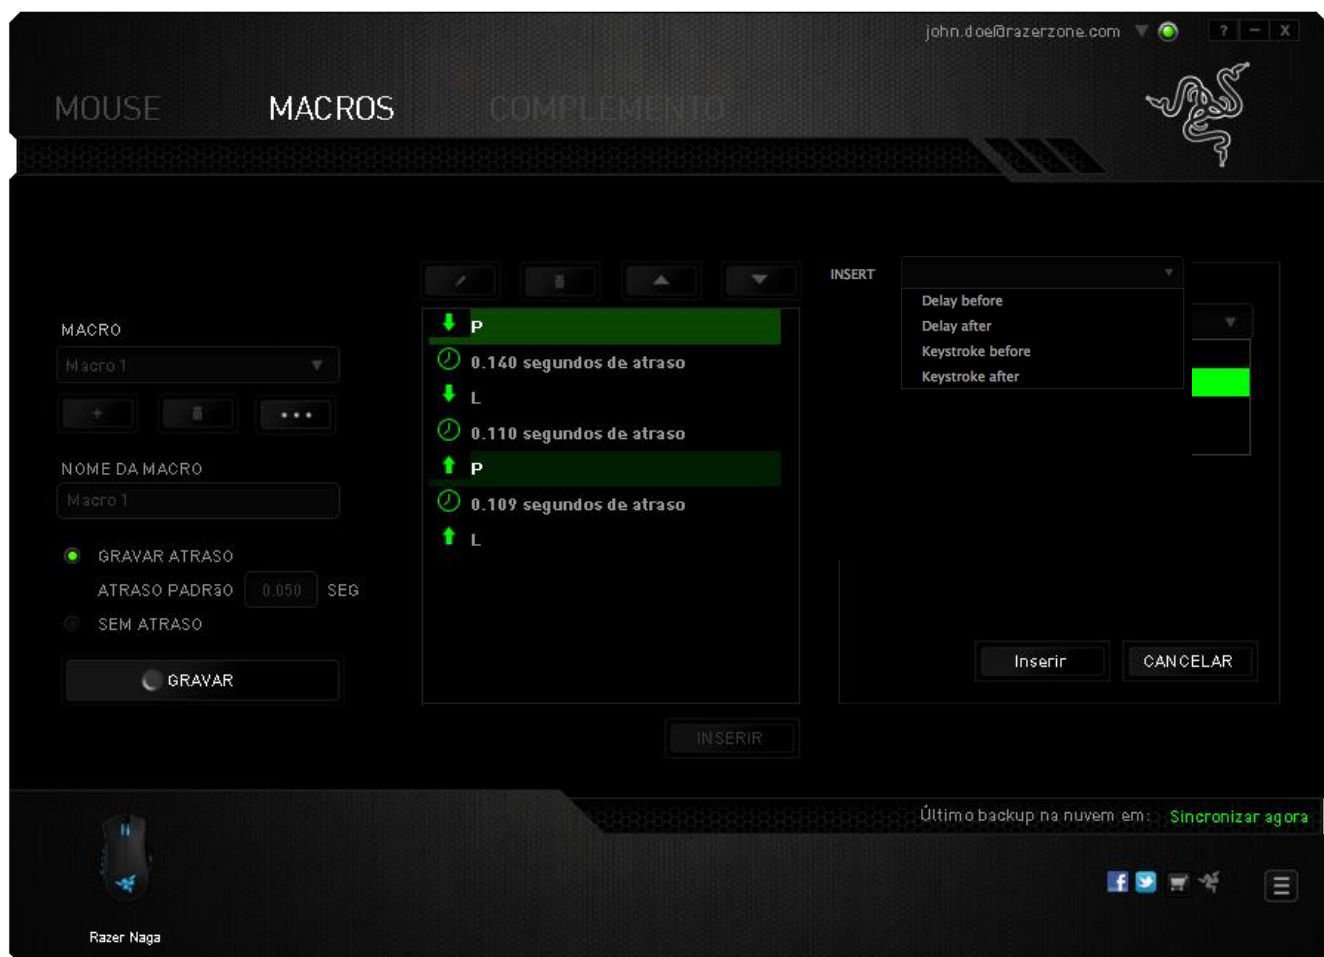 john.doe@razerzone.com
? – X
MOUSE MACROS COMPLEMENTO
INSERT
Delay before
Delay after
Keystroke before
Keystroke after
MACRO
Macro 1
NOME DA MACRO
Macro 1
GRAVAR ATRASO
ATRASO PADRãO 0.050 SEG
SEM ATRASO
GRAVAR
P
0.140 segundos de atraso
L
0.110 segundos de atraso
P
0.109 segundos de atraso
L
INSERIR
Inserir CANCELAR
Último backup na nuvem em: Sincronizar agora
Razer Naga